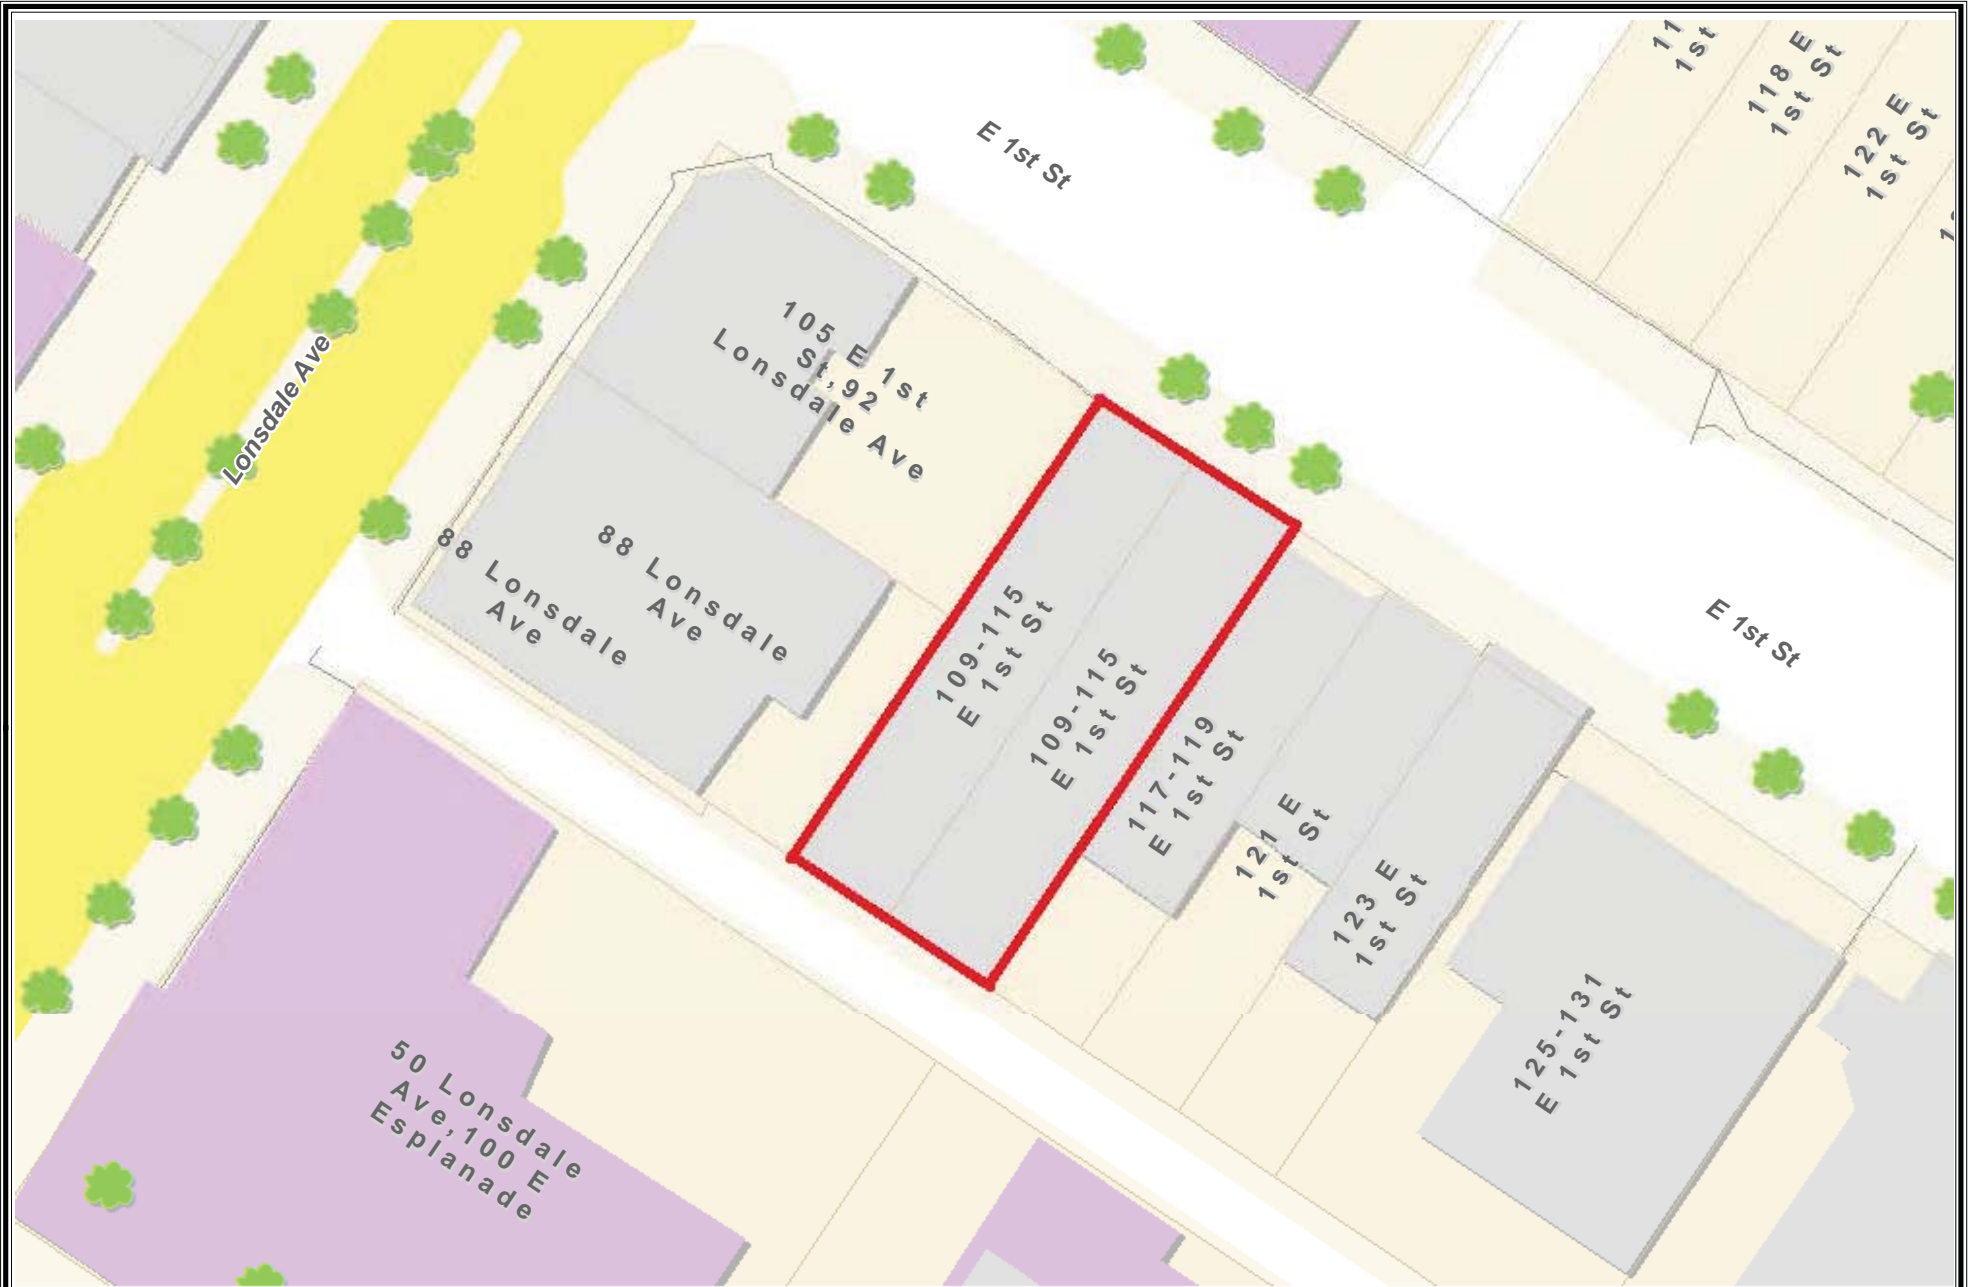 11
1st
118 E
1st St
122 E
1st St
E 1st St
105 E 1st
St,92
Lonsdale Ave
Lonsdale Ave
88 Lonsdale
Ave
88 Lonsdale
Ave
109-115
E 1st St
109-115
E 1st St
E 1st St
117-119
E 1st St
121 E
1st St
123 E
1st St
125-131
E 1st St
50 Lonsdale
Ave,100 E
Esplanade